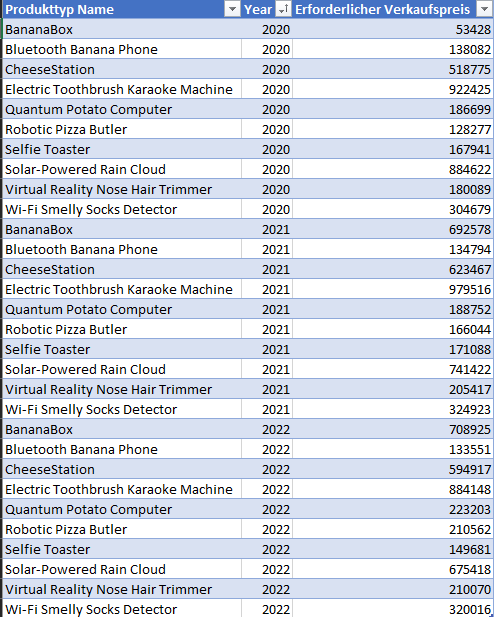 Produkttyp Name Year Erforderlicher Verkaufspreis
BananaBox 2020 53428
Bluetooth Banana Phone 2020 138082
CheeseStation 2020 518775
Electric Toothbrush Karaoke Machine 2020 922425
Quantum Potato Computer 2020 186699
Robotic Pizza Butler 2020 128277
Selfie Toaster 2020 167941
Solar-Powered Rain Cloud 2020 884622
Virtual Reality Nose Hair Trimmer 2020 180089
Wi-Fi Smelly Socks Detector 2020 304679
BananaBox 2021 692578
Bluetooth Banana Phone 2021 134794
CheeseStation 2021 623467
Electric Toothbrush Karaoke Machine 2021 979516
Quantum Potato Computer 2021 188752
Robotic Pizza Butler 2021 166044
Selfie Toaster 2021 171088
Solar-Powered Rain Cloud 2021 741422
Virtual Reality Nose Hair Trimmer 2021 205417
Wi-Fi Smelly Socks Detector 2021 324923
BananaBox 2022 708925
Bluetooth Banana Phone 2022 133551
CheeseStation 2022 594917
Electric Toothbrush Karaoke Machine 2022 884148
Quantum Potato Computer 2022 223203
Robotic Pizza Butler 2022 210562
Selfie Toaster 2022 149681
Solar-Powered Rain Cloud 2022 675418
Virtual Reality Nose Hair Trimmer 2022 210070
Wi-Fi Smelly Socks Detector 2022 320016